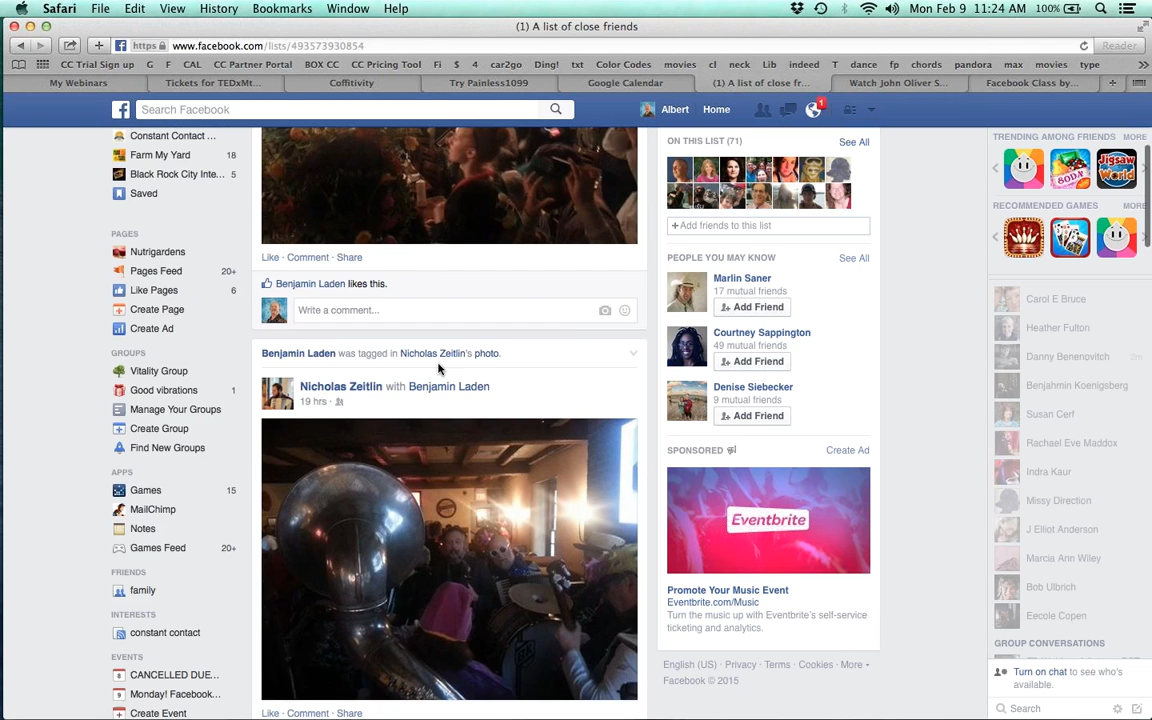 Safari File Edit View History Bookmarks Window Help Mon Feb 9 11:24 AM 100%
(1) A list of close friends
https www.facebook.com/lists/493573930854 Reader
CC Trial Sign up G F CAL CC Partner Portal BOX CC CC Pricing Tool Fi $ 4 car2go Ding! txt Color Codes movies cl neck Lib indeed T dance fp chords pandora max movies type
My Webinars Tickets for TEDxMt... Coffitivity Try Painless1099 Google Calendar (1) A list of close fr... Watch John Oliver S... Facebook Class by...
Search Facebook Albert Home 1
Constant Contact ...
Farm My Yard 18
Black Rock City Inte... 5
Saved
PAGES
Nutrigardens
Pages Feed 20+
Like Pages 6
Create Page
Create Ad
GROUPS
Vitality Group
Good vibrations 1
Manage Your Groups
Create Group
Find New Groups
APPS
Games 15
MailChimp
Notes
Games Feed 20+
FRIENDS
family
INTERESTS
constant contact
EVENTS
8 CANCELLED DUE...
9 Monday! Facebook...
Create Event
Like · Comment · Share
Benjamin Laden likes this.
Write a comment...
Benjamin Laden was tagged in Nicholas Zeitlin's photo.
Nicholas Zeitlin with Benjamin Laden
19 hrs ·
Like · Comment · Share
ON THIS LIST (71) See All
+Add friends to this list
PEOPLE YOU MAY KNOW See All
Marlin Saner
17 mutual friends
Add Friend
Courtney Sappington
49 mutual friends
Add Friend
Denise Siebecker
9 mutual friends
Add Friend
SPONSORED Create Ad
Eventbrite
Promote Your Music Event
Eventbrite.com/Music
Turn the music up with Eventbrite's self-service
ticketing and analytics.
English (US) · Privacy · Terms · Cookies · More
Facebook © 2015
TRENDING AMONG FRIENDS MORE
SODA
Jigsaw
World
RECOMMENDED GAMES MORE
Carol E Bruce
Heather Fulton
Danny Benenovitch 2m
Benjahmin Koenigsberg
Susan Cerf
Rachael Eve Maddox
Indra Kaur
Missy Direction
J Elliot Anderson
Marcia Ann Wiley
Bob Ulbrich
Eecole Copen
GROUP CONVERSATIONS
Turn on chat to see who's
available.
Search